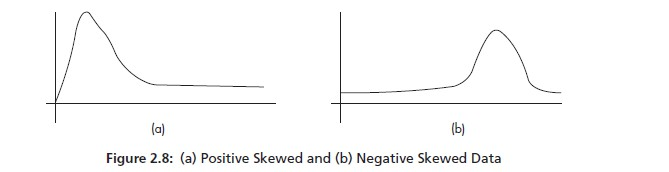 (a)
(b)
Figure 2.8: (a) Positive Skewed and (b) Negative Skewed Data